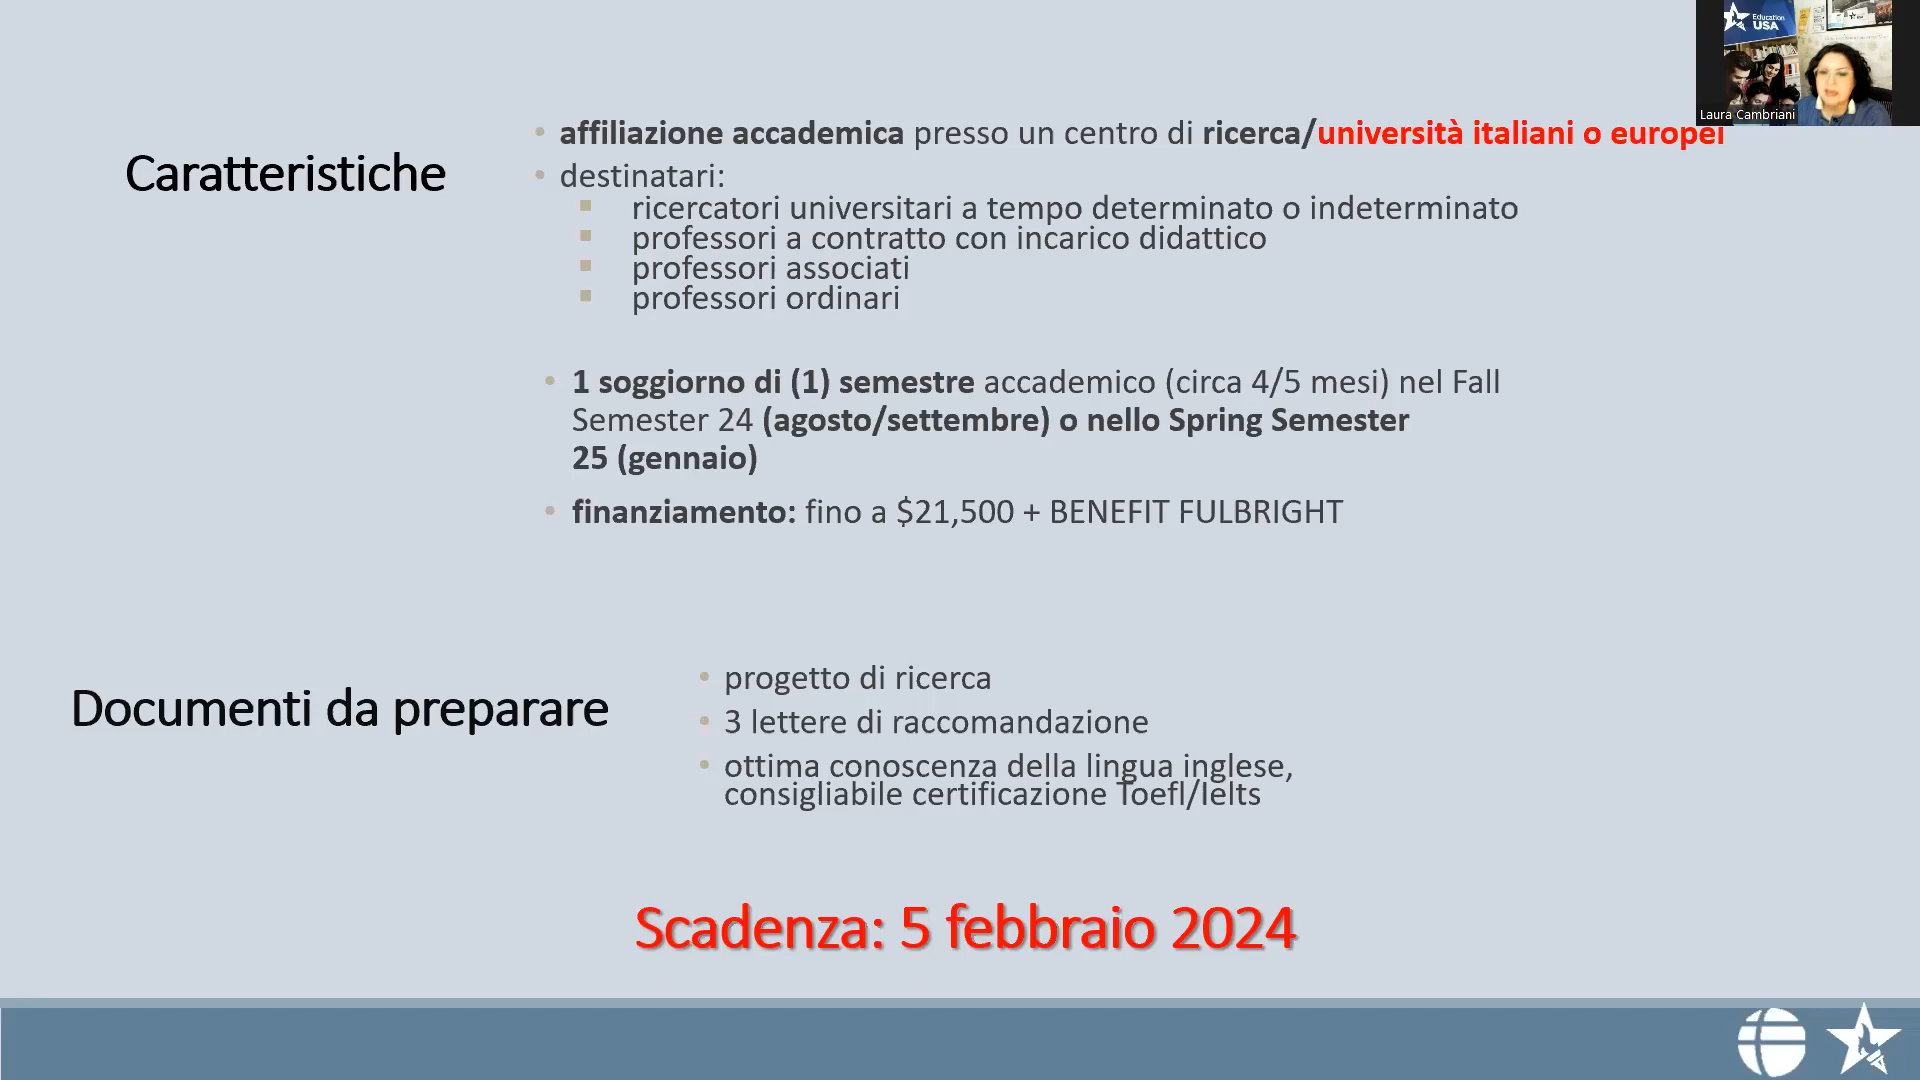 Education
USA
Laura Cambriani
Caratteristiche
• affiliazione accademica presso un centro di ricerca/università italiani o europei
• destinatari:
▪ ricercatori universitari a tempo determinato o indeterminato
▪ professori a contratto con incarico didattico
▪ professori associati
▪ professori ordinari
• 1 soggiorno di (1) semestre accademico (circa 4/5 mesi) nel Fall
Semester 24 (agosto/settembre) o nello Spring Semester
25 (gennaio)
• finanziamento: fino a $21,500 + BENEFIT FULBRIGHT
Documenti da preparare
• progetto di ricerca
• 3 lettere di raccomandazione
• ottima conoscenza della lingua inglese,
consigliabile certificazione Toefl/Ielts
Scadenza: 5 febbraio 2024